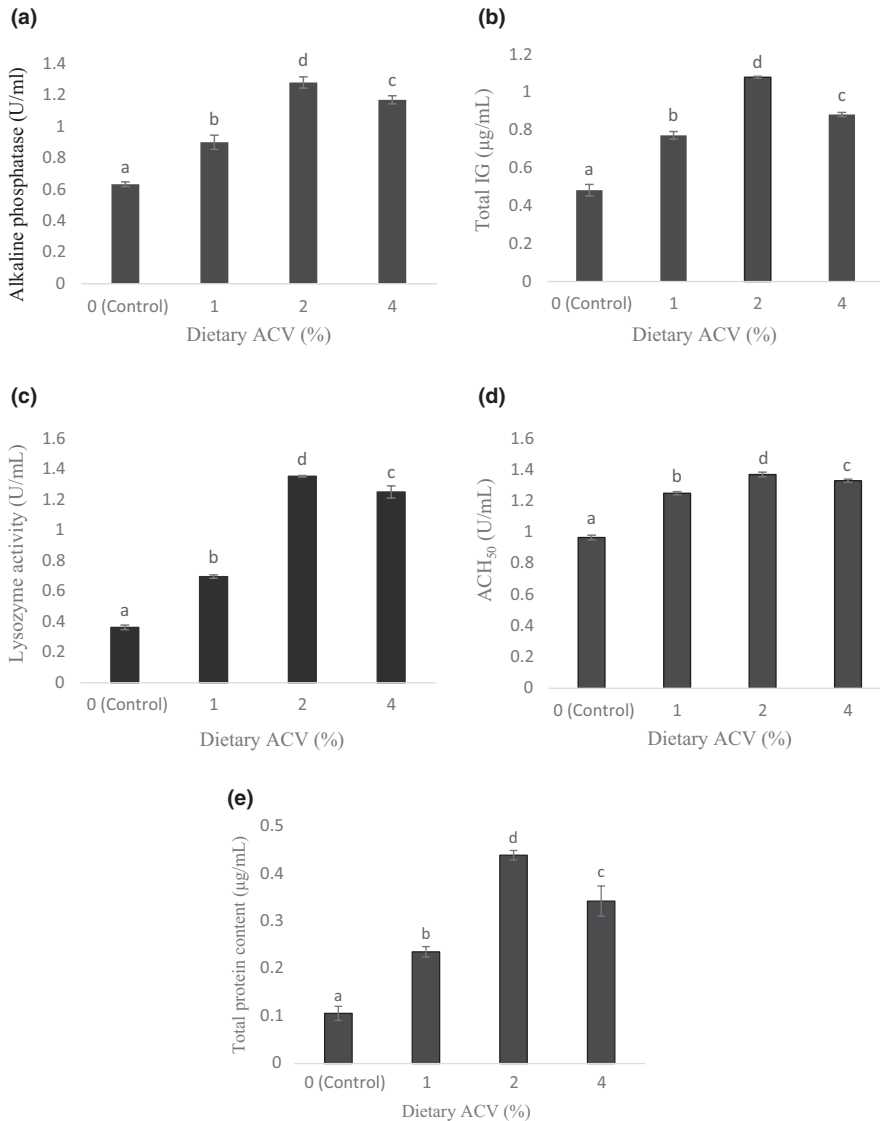 (a)
Alkaline phosphatase (U/ml)
1.4
1.2
1
0.8
0.6
0.4
0.2
0
a
b
d
c
0 (Control) 1 2 4
Dietary ACV (%)
(b)
Total IG (µg/mL)
1.2
1
0.8
0.6
0.4
0.2
0
a
b
d
c
0 (Control) 1 2 4
Dietary ACV (%)
(c)
Lysozyme activity (U/mL)
1.6
1.4
1.2
1
0.8
0.6
0.4
0.2
0
a
b
d
c
0 (Control) 1 2 4
Dietary ACV (%)
(d)
ACH₅₀ (U/mL)
1.6
1.4
1.2
1
0.8
0.6
0.4
0.2
0
a
b
d
c
0 (Control) 1 2 4
Dietary ACV (%)
(e)
Total protein content (µg/mL)
0.5
0.4
0.3
0.2
0.1
0
a
b
d
c
0 (Control) 1 2 4
Dietary ACV (%)